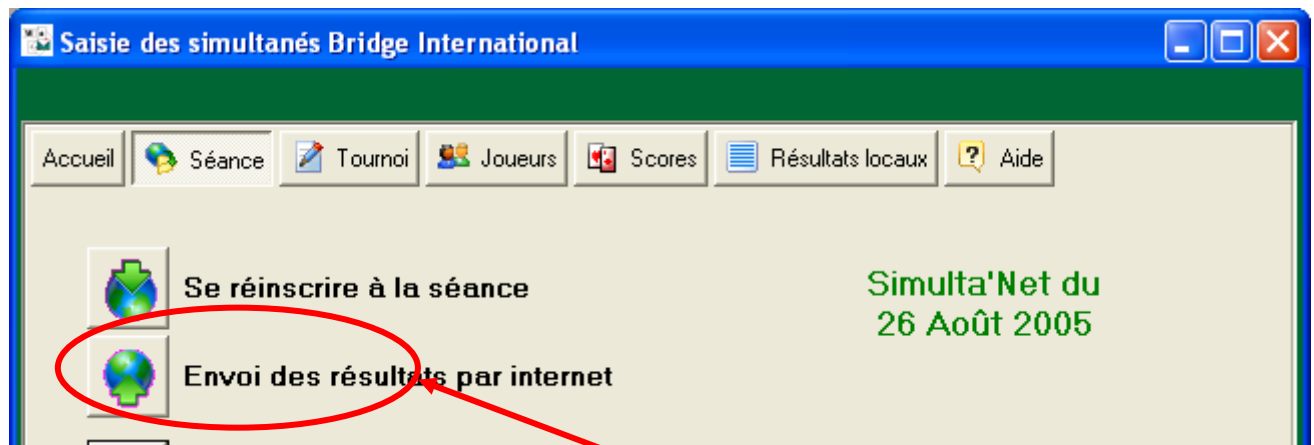 Saisie des simultanés Bridge International
Accueil Séance Tournoi Joueurs Scores Résultats locaux Aide
Se réinscrire à la séance
Simulta'Net du
26 Août 2005
Envoi des résultats par internet